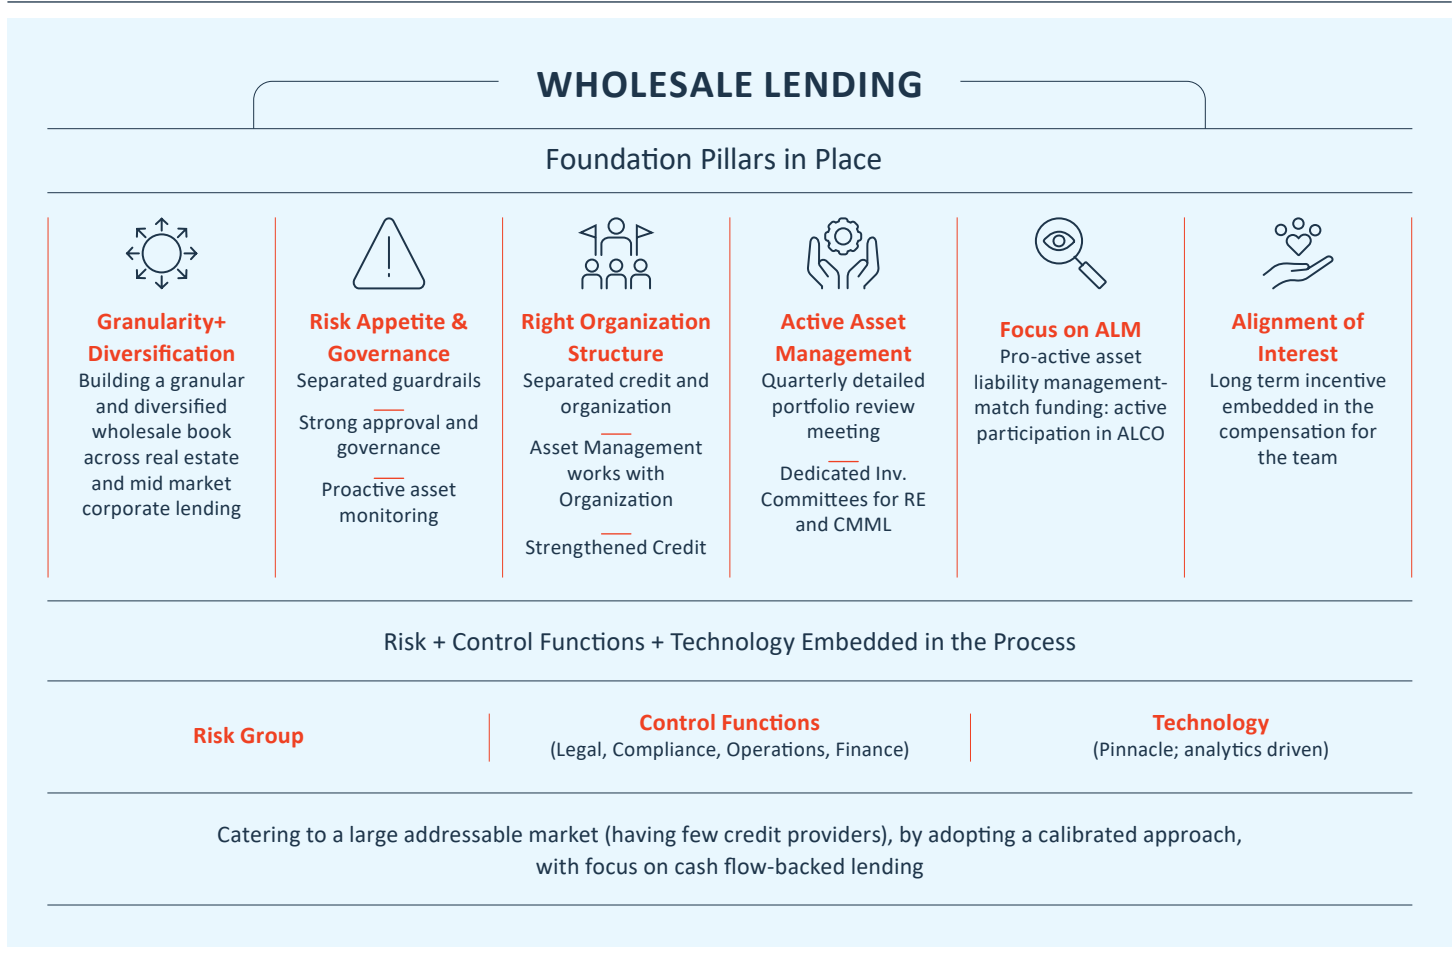 WHOLESALE LENDING
Foundation Pillars in Place
Granularity+
Diversification
Building a granular
and diversified
wholesale book
across real estate
and mid market
corporate lending
Risk Appetite &
Governance
Separated guardrails
Strong approval and
governance
Proactive asset
monitoring
Right Organization
Structure
Separated credit and
organization
Asset Management
works with
Organization
Strengthened Credit
Active Asset
Management
Quarterly detailed
portfolio review
meeting
Dedicated Inv.
Committees for RE
and CMML
Focus on ALM
Pro-active asset
liability management-
match funding: active
participation in ALCO
Alignment of
Interest
Long term incentive
embedded in the
compensation for
the team
Risk + Control Functions + Technology Embedded in the Process
Risk Group
Control Functions
(Legal, Compliance, Operations, Finance)
Technology
(Pinnacle; analytics driven)
Catering to a large addressable market (having few credit providers), by adopting a calibrated approach,
with focus on cash flow-backed lending